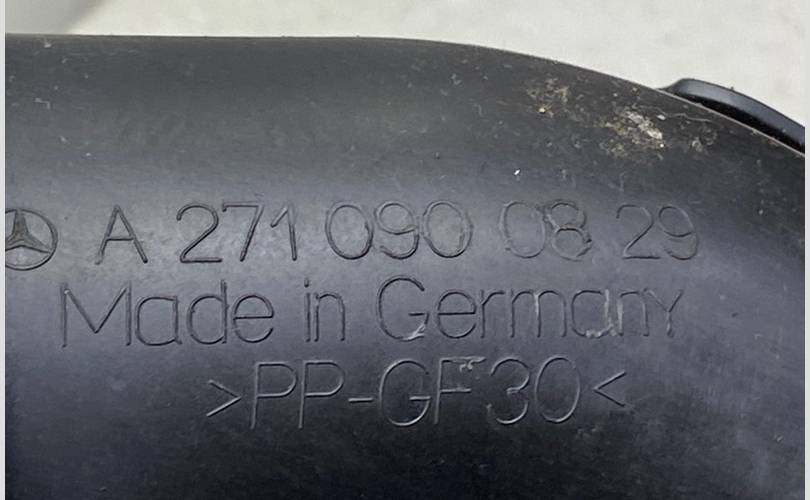 A 271 090 08 29
Made in Germany
>PP-GF30<